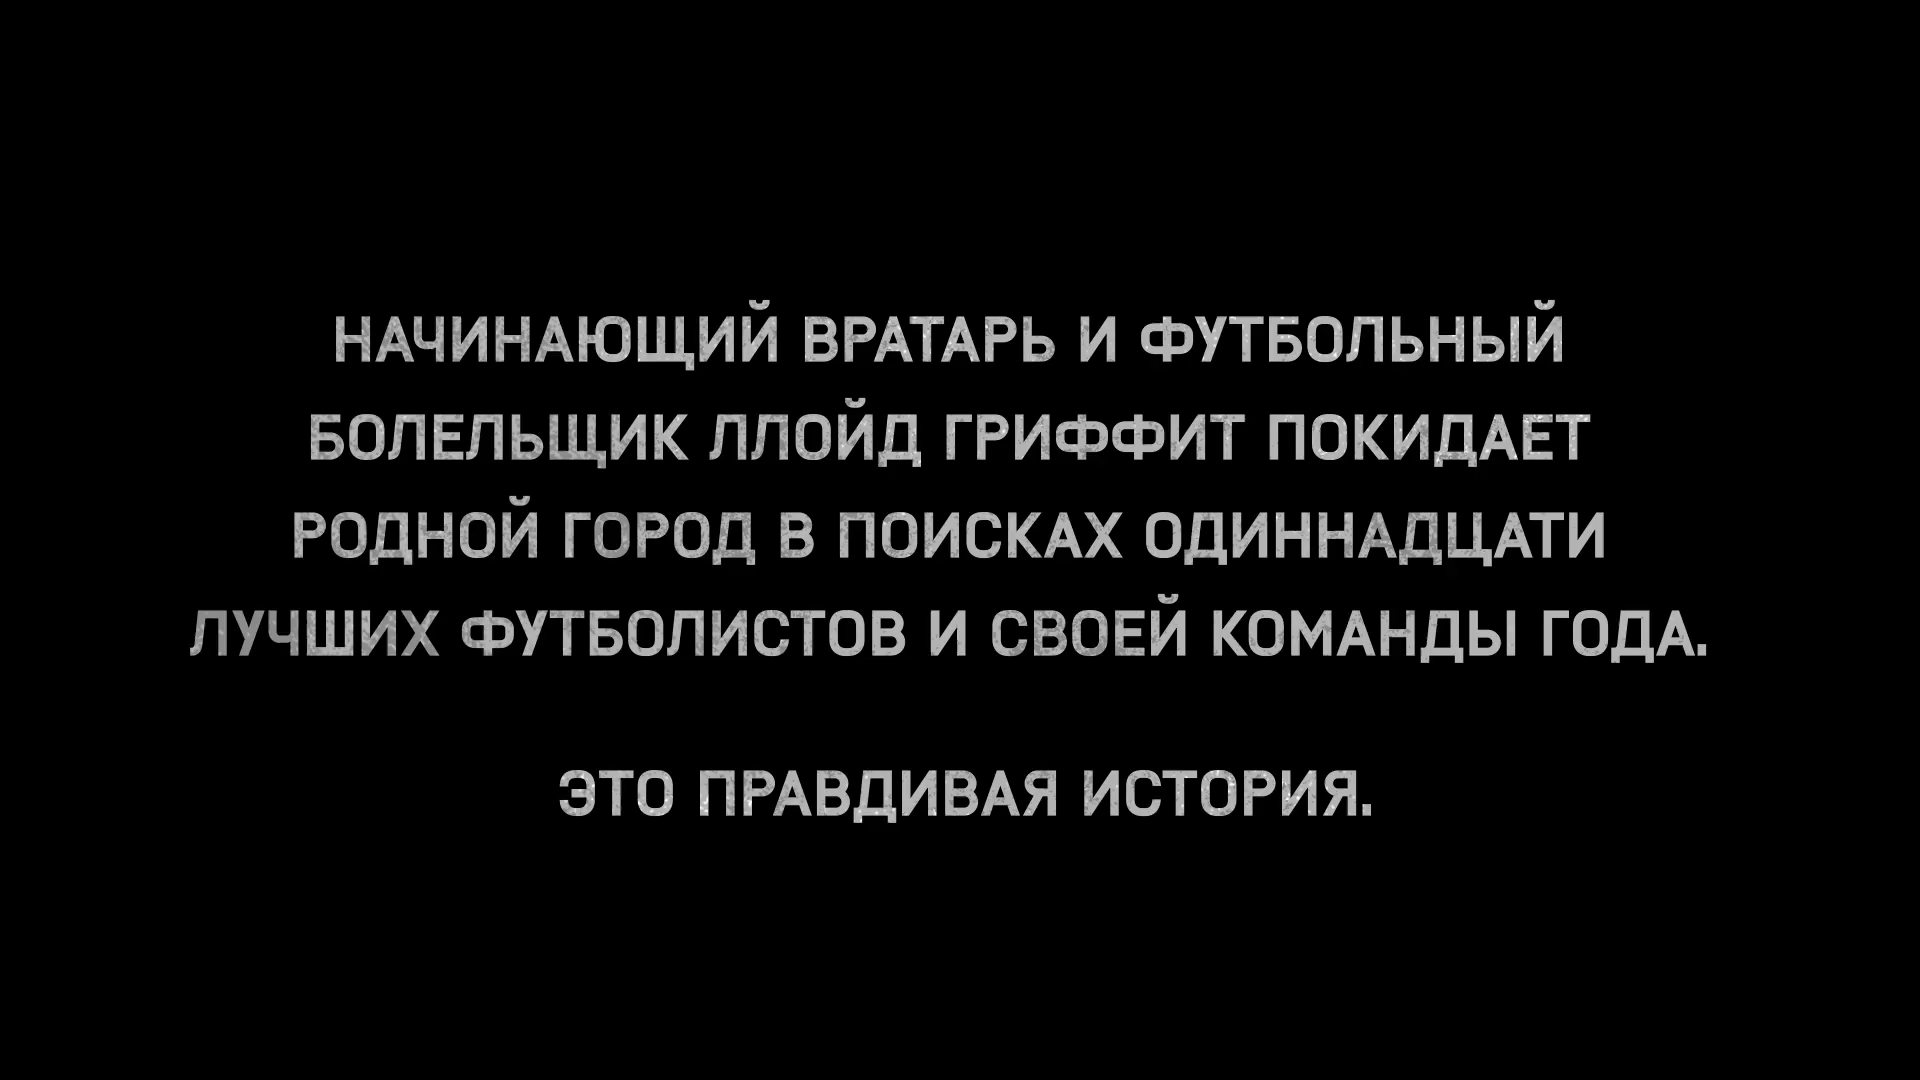 НАЧИНАЮЩИЙ ВРАТАРЬ И ФУТБОЛЬНЫЙ
БОЛЕЛЬЩИК ЛЛОЙД ГРИФФИТ ПОКИДАЕТ
РОДНОЙ ГОРОД В ПОИСКАХ ОДИННАДЦАТИ
ЛУЧШИХ ФУТБОЛИСТОВ И СВОЕЙ КОМАНДЫ ГОДА.
ЭТО ПРАВДИВАЯ ИСТОРИЯ.